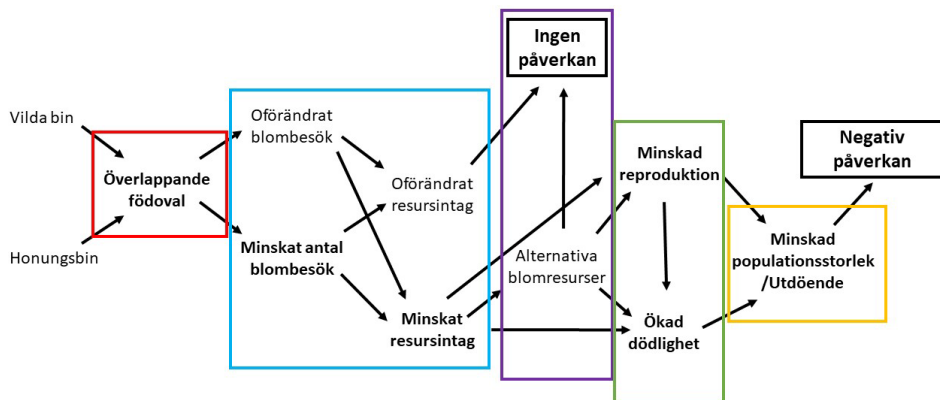 Vilda bin
Honungsbin
Överlappande
födoval
Oförändrat
blombesök
Minskat antal
blombesök
Oförändrat
resursintag
Minskat
resursintag
Ingen
påverkan
Alternativa
blomresurser
Minskad
reproduktion
Ökad
dödlighet
Minskad
populationsstorlek
/Utdöende
Negativ
påverkan